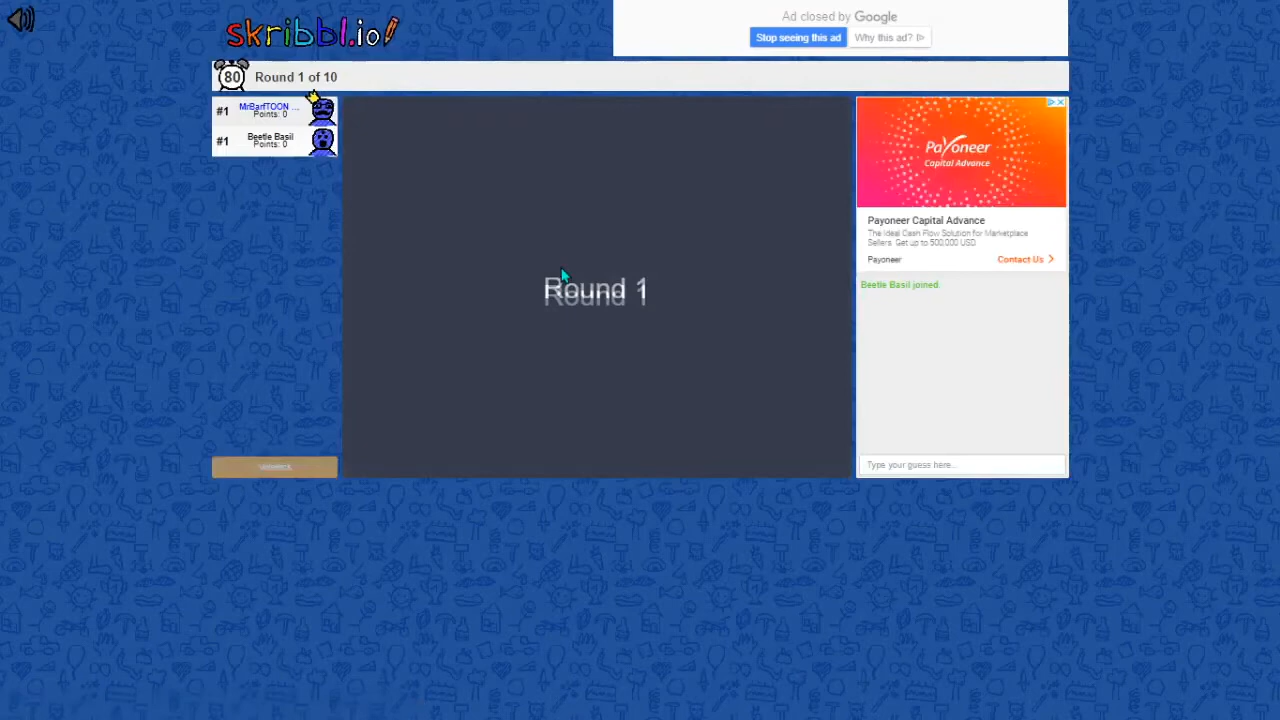 skribbl.io
Ad closed by Google
Stop seeing this ad
Why this ad?
80
Round 1 of 10
#1
MrBarfTOON ...
Points: 0
#1
Beetle Basil
Points: 0
Round 1
Payoneer
Capital Advance
Payoneer Capital Advance
The Ideal Cash Flow Solution for Marketplace
Sellers. Get up to 500,000 USD.
Payoneer
Contact Us
Beetle Basil joined.
Type your guess here...